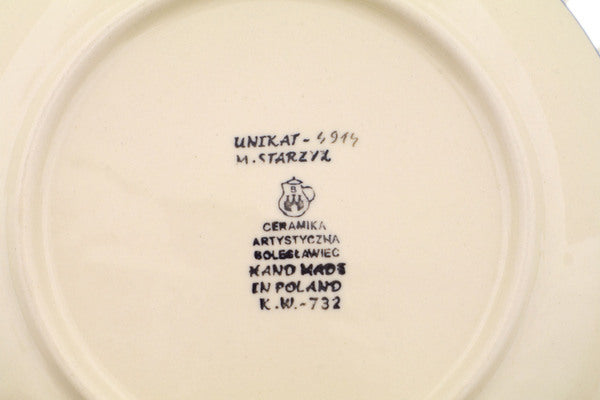 UNIKAT - 4914
M. STARZYK
B
CERAMIKA
ARTYSTYCZNA
BOLESŁAWIEC
HAND MADE
IN POLAND
K.W.-732